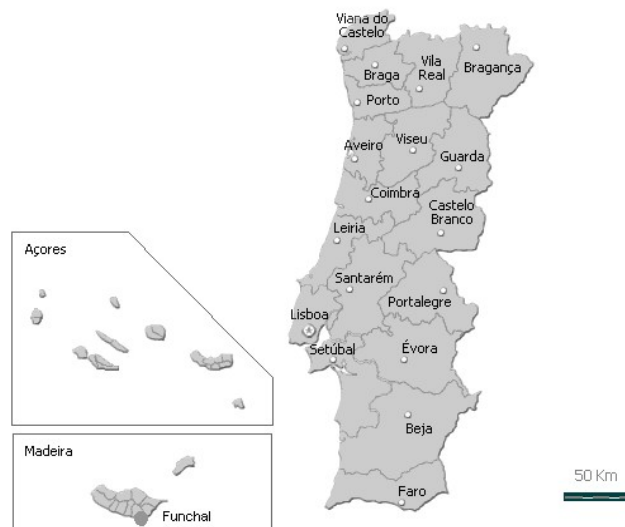 Viana do
Castelo
Braga
Vila
Real
Bragança
Porto
Aveiro
Viseu
Guarda
Coimbra
Castelo
Branco
Leiria
Açores
Santarém
Portalegre
Lisboa
Setúbal
Évora
Beja
Madeira
Funchal
Faro
50 Km